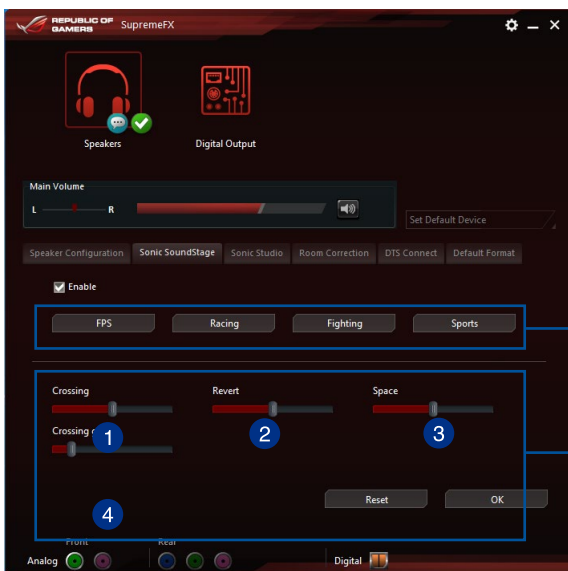 REPUBLIC OF GAMERS SupremeFX
Speakers Digital Output
Main Volume
L R
Set Default Device
Speaker Configuration Sonic SoundStage Sonic Studio Room Correction DTS Connect Default Format
Enable
FPS Racing Fighting Sports
Crossing Revert Space
1 2 3
Crossing
Reset OK
4
Front Rear
Analog Digital